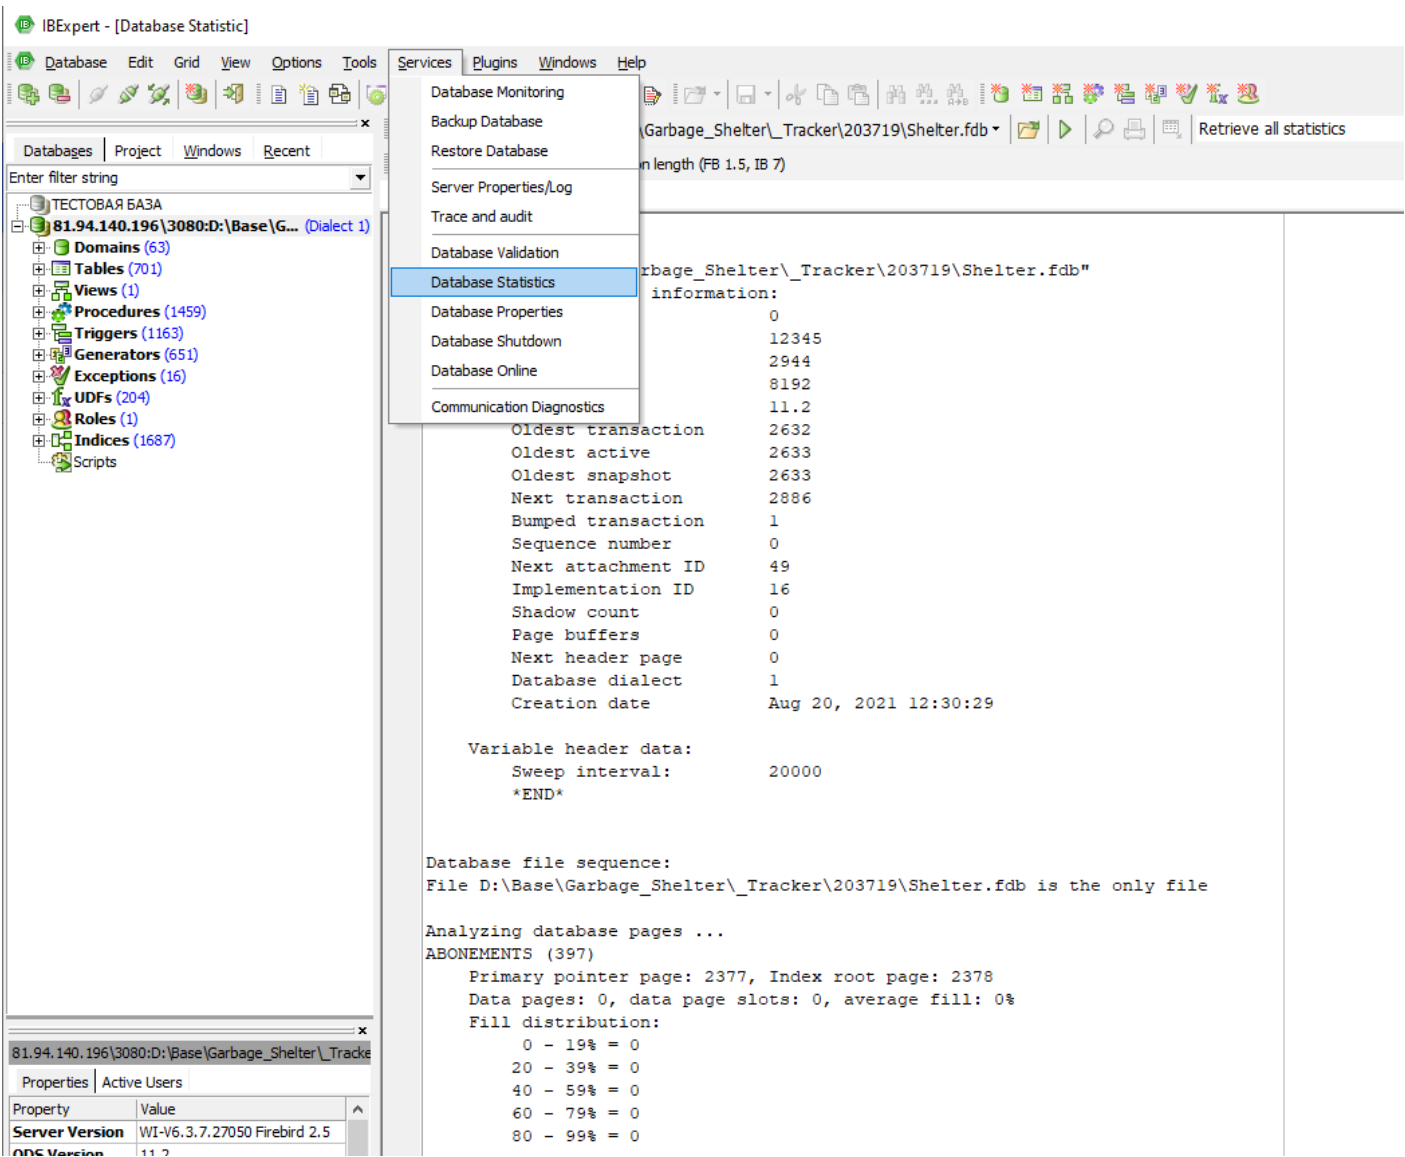 IBExpert - [Database Statistic]
Database Edit Grid View Options Tools Services Plugins Windows Help
\Garbage_Shelter\_Tracker\203719\Shelter.fdb
Retrieve all statistics
n length (FB 1.5, IB 7)
Databases Project Windows Recent
Enter filter string
ТЕСТОВАЯ БАЗА
81.94.140.196\3080:D:\Base\G... (Dialect 1)
Domains (63)
Tables (701)
Views (1)
Procedures (1459)
Triggers (1163)
Generators (651)
Exceptions (16)
UDFs (204)
Roles (1)
Indices (1687)
Scripts
Database Monitoring
Backup Database
Restore Database
Server Properties/Log
Trace and audit
Database Validation
Database Statistics
Database Properties
Database Shutdown
Database Online
Communication Diagnostics
rbage_Shelter\_Tracker\203719\Shelter.fdb"
information:
0
12345
2944
8192
11.2
Oldest transaction 2632
Oldest active 2633
Oldest snapshot 2633
Next transaction 2886
Bumped transaction 1
Sequence number 0
Next attachment ID 49
Implementation ID 16
Shadow count 0
Page buffers 0
Next header page 0
Database dialect 1
Creation date Aug 20, 2021 12:30:29
Variable header data:
Sweep interval: 20000
*END*
Database file sequence:
File D:\Base\Garbage_Shelter\_Tracker\203719\Shelter.fdb is the only file
Analyzing database pages ...
ABONEMENTS (397)
Primary pointer page: 2377, Index root page: 2378
Data pages: 0, data page slots: 0, average fill: 0%
Fill distribution:
0 - 19% = 0
20 - 39% = 0
40 - 59% = 0
60 - 79% = 0
80 - 99% = 0
81.94.140.196\3080:D:\Base\Garbage_Shelter\_Tracke
Properties Active Users
Property Value
Server Version WI-V6.3.7.27050 Firebird 2.5
ODS Version 11.2